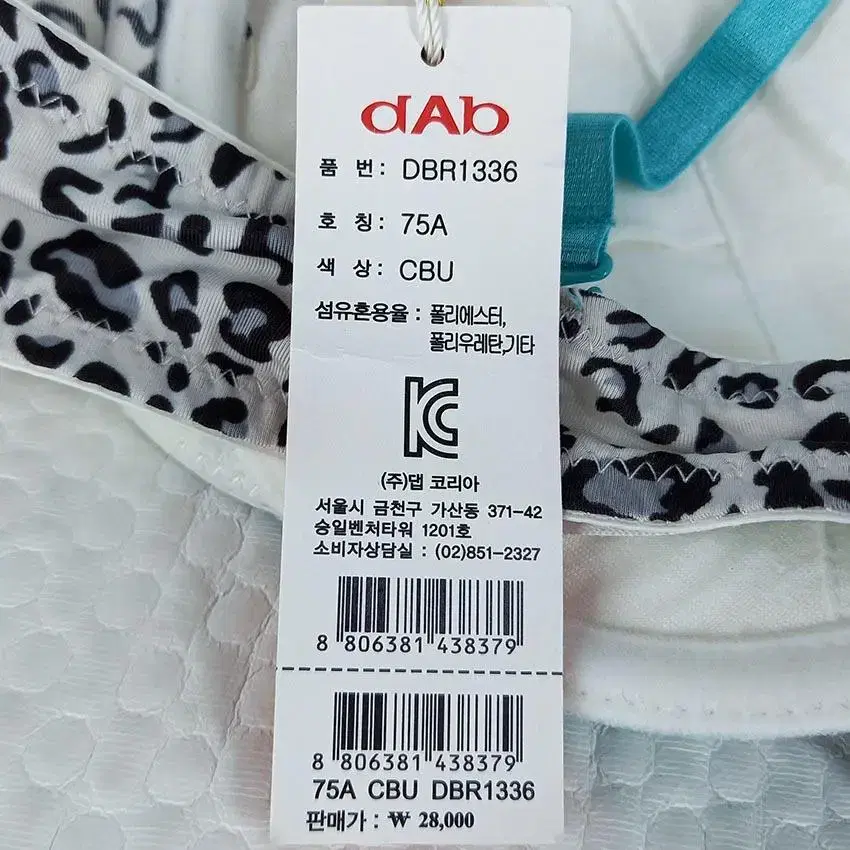 dAb
품 번: DBR1336
호 칭: 75A
색 상: CBU
섬유혼용율 : 폴리에스터,
폴리우레탄,기타
KC
(주)댑 코리아
서울시 금천구 가산동 371-42
승일벤처타워 1201호
소비자상담실 : (02)851-2327
8 806381 438379
8 806381 438379
75A CBU DBR1336
판매가 : ₩ 28,000